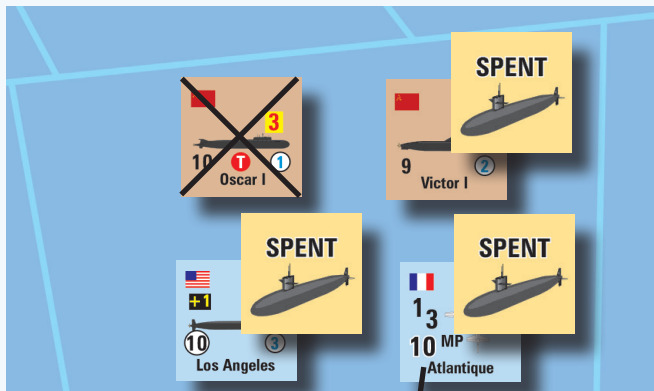 SPENT
3
10 T 1
Oscar I
9 2
Victor I
SPENT
SPENT
+1
10 3
Los Angeles
1 3
10 MP
Atlantique